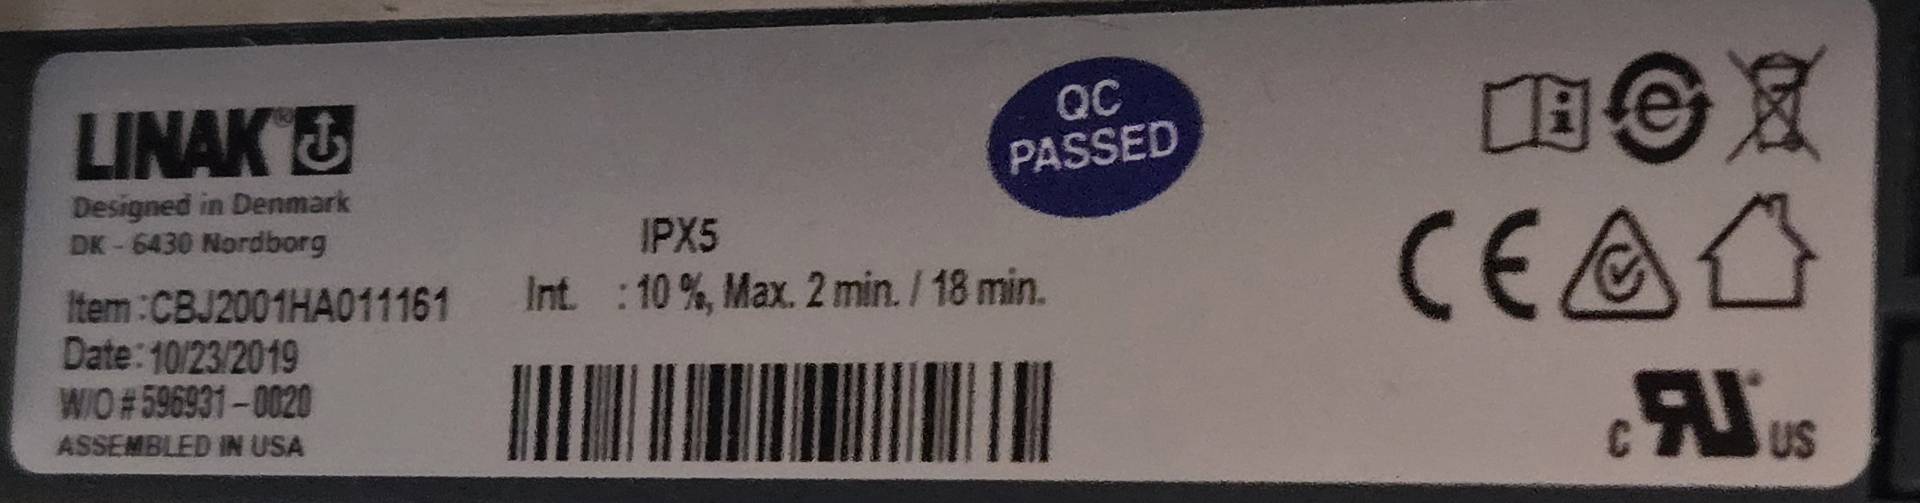 LINAK®
Designed in Denmark
DK - 6430 Nordborg
Item :CBJ2001HA011161
Date: 10/23/2019
W/O # 596931-0020
ASSEMBLED IN USA
IPX5
Int. : 10 %, Max. 2 min. / 18 min.
QC
PASSED
i e
CE
C RU US